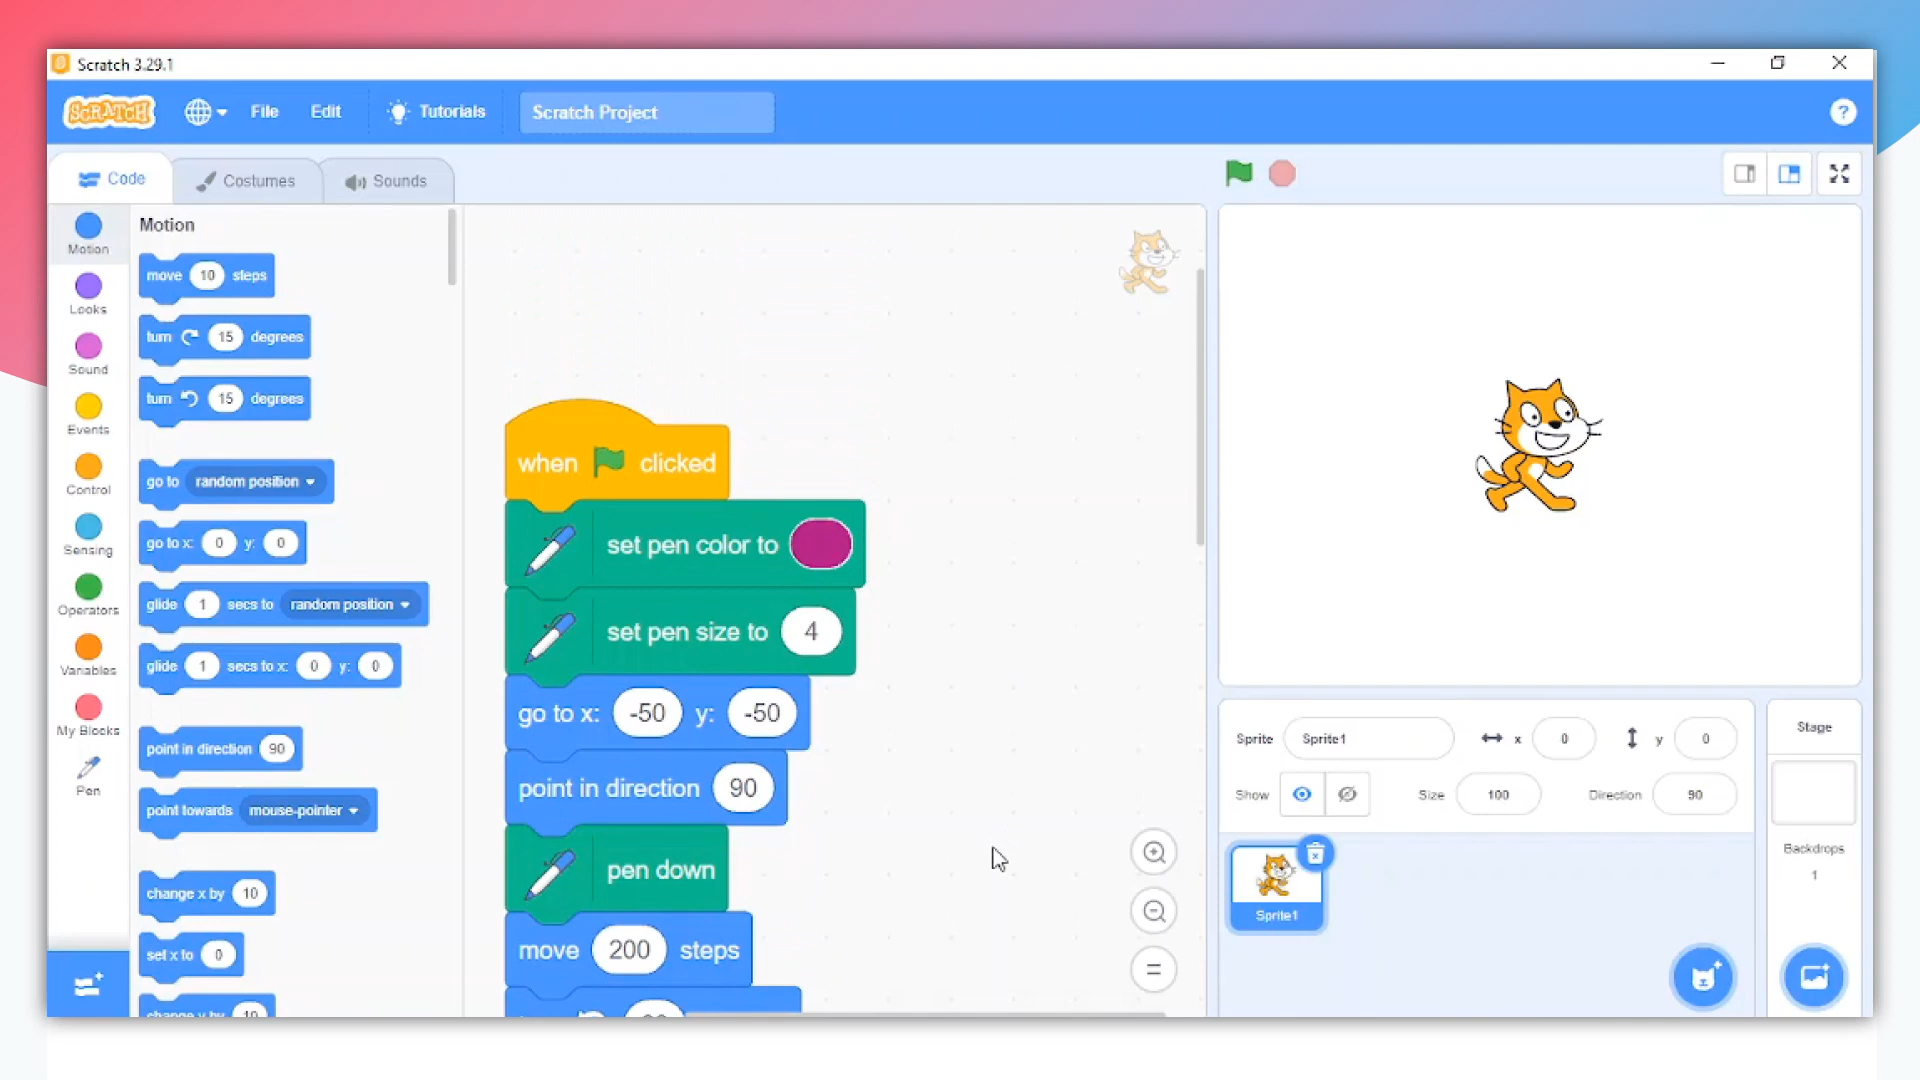 Scratch 3.29.1
SCRATCH File Edit Tutorials Scratch Project ?
Code Costumes Sounds
Motion
Looks
Sound
Events
Control
Sensing
Operators
Variables
My Blocks
Pen
Motion
move 10 steps
turn 15 degrees
turn 15 degrees
go to random position
go to x: 0 y: 0
glide 1 secs to random position
glide 1 secs to x: 0 y: 0
point in direction 90
point towards mouse-pointer
change x by 10
set x to 0
change y by 10
when clicked
set pen color to
set pen size to 4
go to x: -50 y: -50
point in direction 90
pen down
move 200 steps
Sprite Sprite1 x 0 y 0
Show Size 100 Direction 90
Sprite1
Stage
Backdrops
1